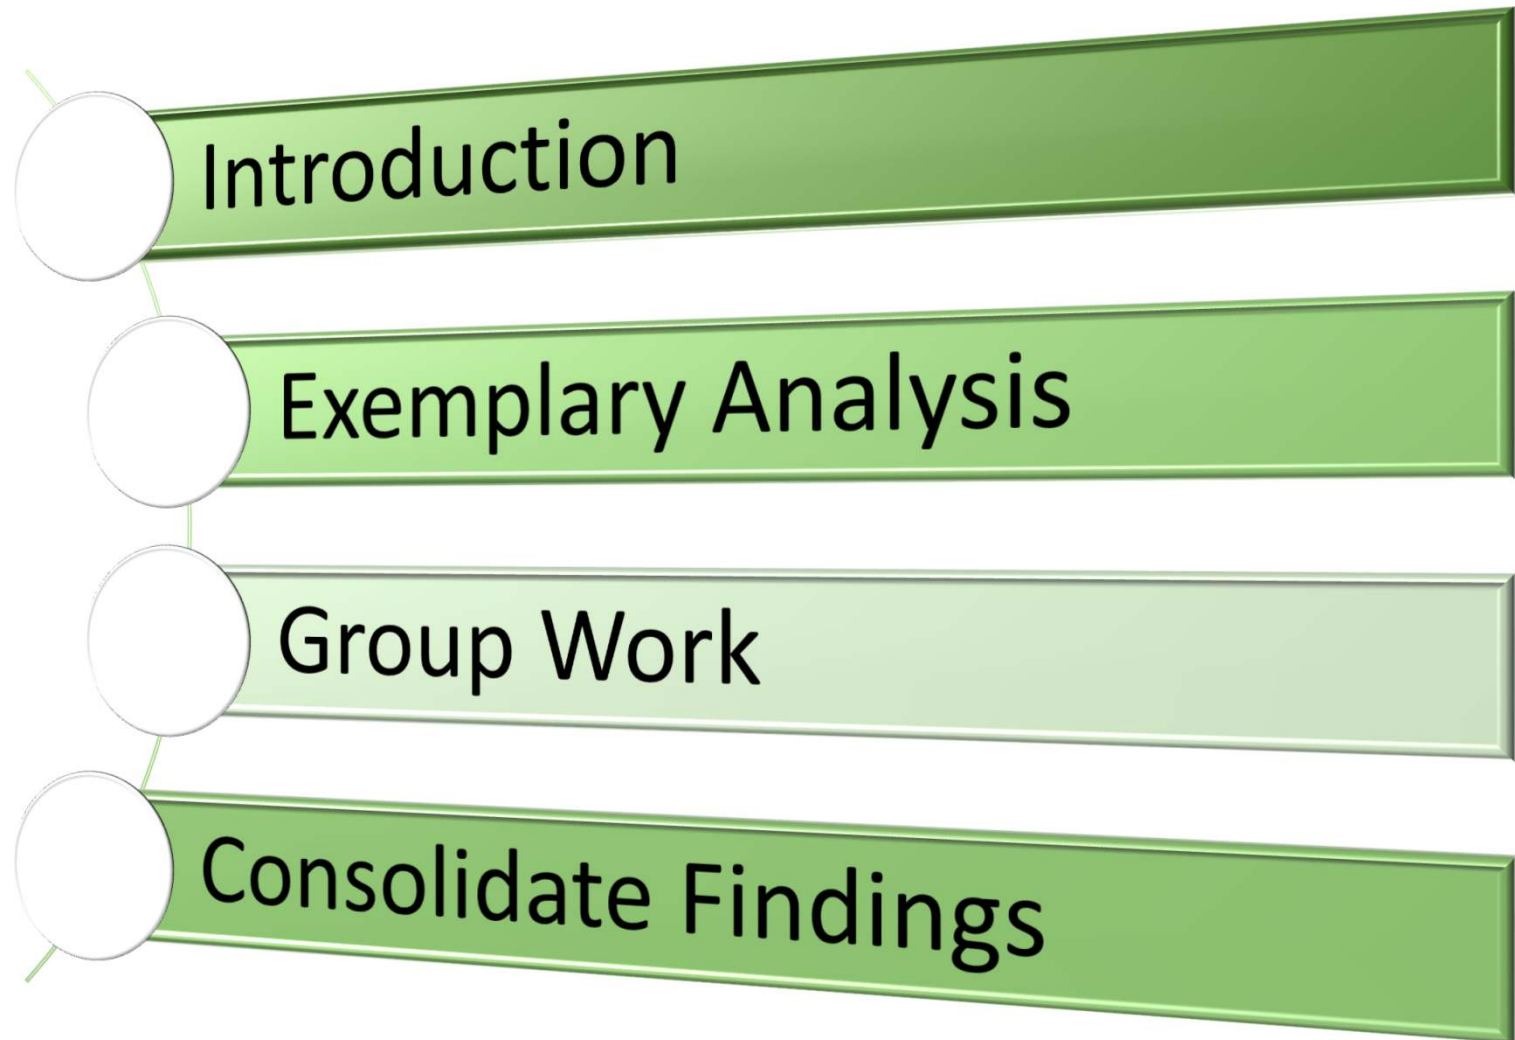 Introduction
Exemplary Analysis
Group Work
Consolidate Findings